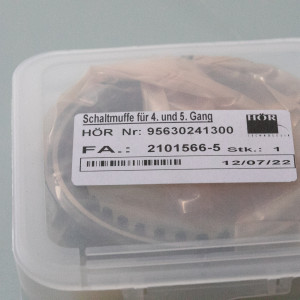 Schaltmuffe für 4. und 5. Gang
HÖR Nr: 95630241300
HÖR
FA.: 2101566-5 Stk.: 1
12/07/22